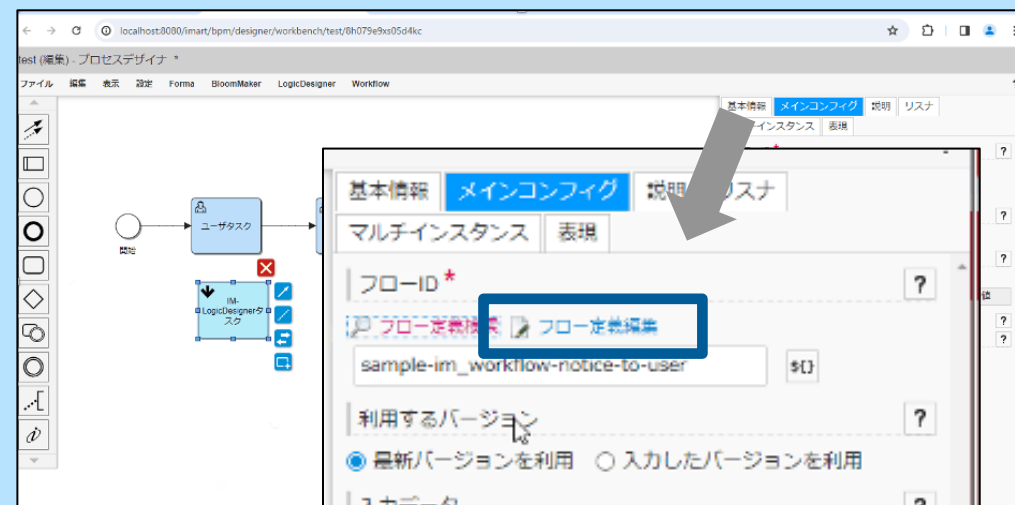 localhost:8080/imart/bpm/designer/workbench/test/8h079e9xs05d4kc
test (編集) - プロセスデザイナ *
ファイル 編集 表示 設定 Forma BloomMaker LogicDesigner Workflow
基本情報 メインコンフィグ 説明 リスナ
インスタンス 表現
ユーザタスク
開始
IM-
LogicDesignerタ
スク
基本情報 メインコンフィグ 説明 リスナ
マルチインスタンス 表現
フローID *
?
フロー定義検索 フロー定義編集
sample-im_workflow-notice-to-user
${}
利用するバージョン
?
最新バージョンを利用 入力したバージョンを利用
入力データ
?
?
?
?
値
?
?